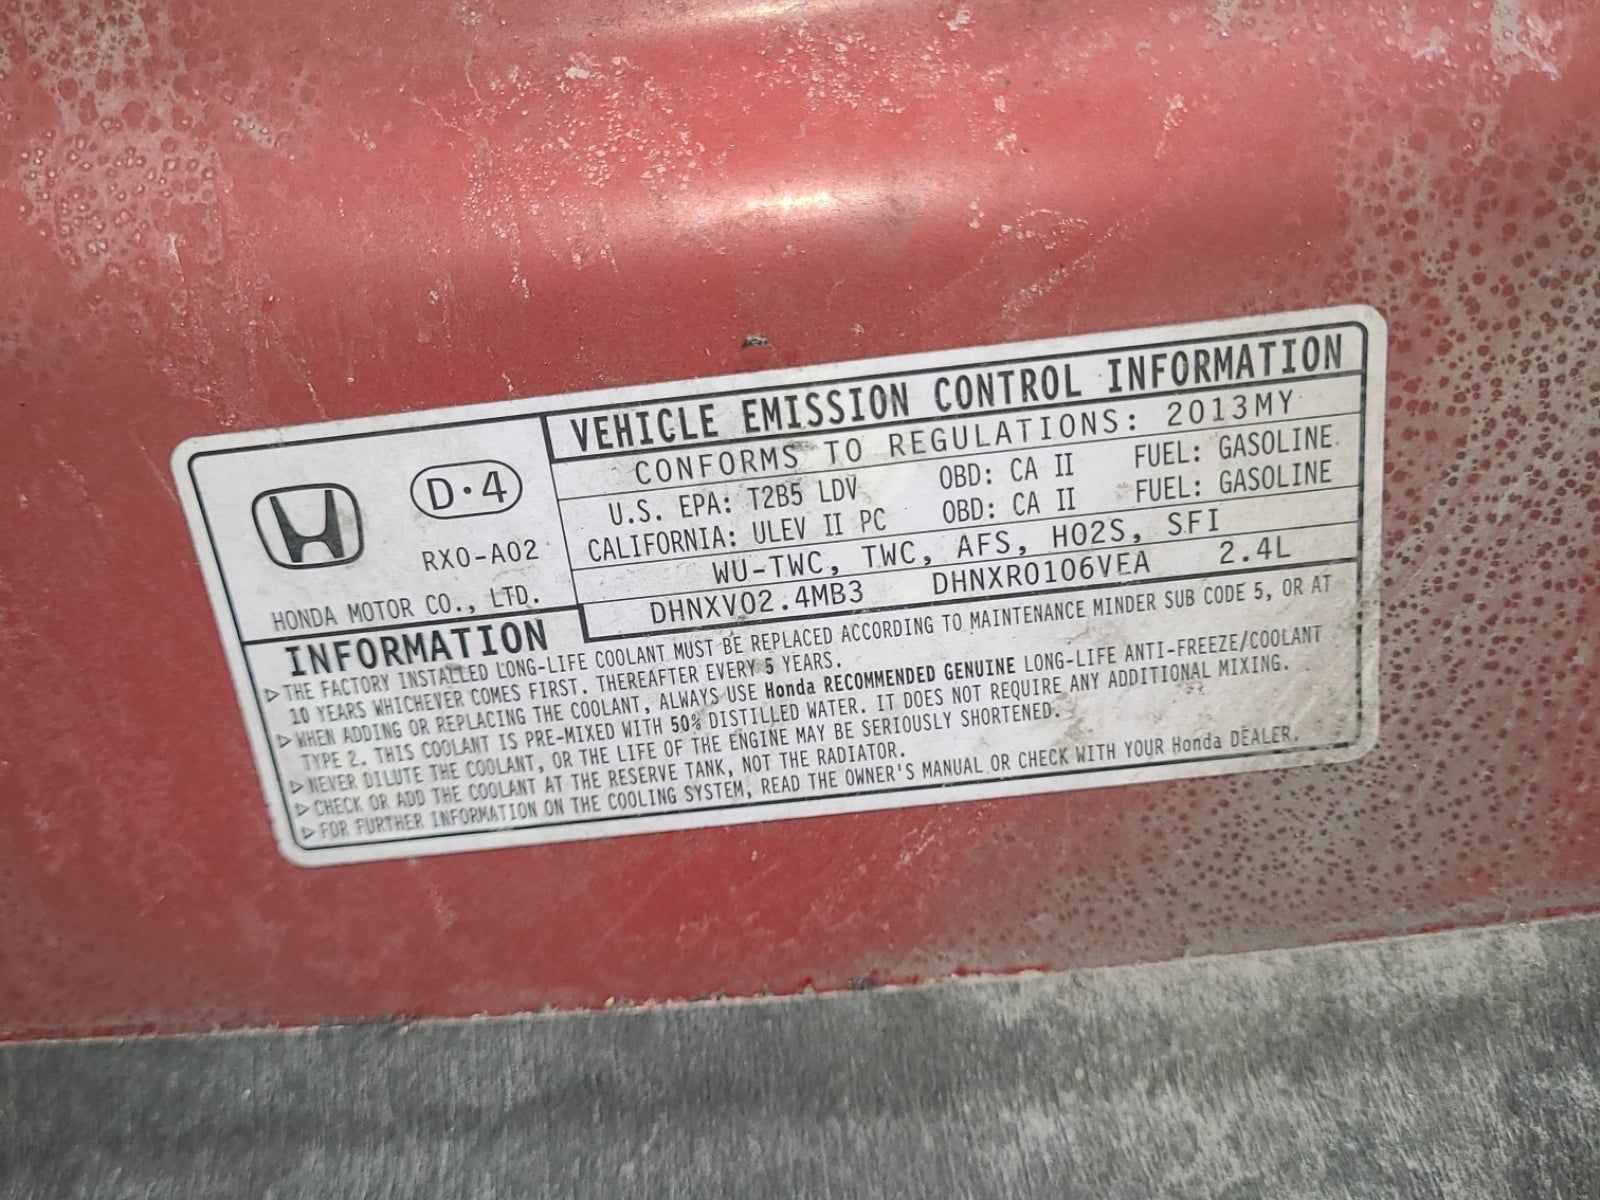 VEHICLE EMISSION CONTROL INFORMATION
CONFORMS TO REGULATIONS: 2013MY
U.S. EPA: T2B5 LDV OBD: CA II FUEL: GASOLINE
CALIFORNIA: ULEV II PC OBD: CA II FUEL: GASOLINE
WU-TWC, TWC, AFS, HO2S, SFI
DHNXV02.4MB3 DHNXR0106VEA 2.4L
D·4
RX0-A02
HONDA MOTOR CO., LTD.
INFORMATION
▷THE FACTORY INSTALLED LONG-LIFE COOLANT MUST BE REPLACED ACCORDING TO MAINTENANCE MINDER SUB CODE 5, OR AT
10 YEARS WHICHEVER COMES FIRST. THEREAFTER EVERY 5 YEARS.
▷WHEN ADDING OR REPLACING THE COOLANT, ALWAYS USE Honda RECOMMENDED GENUINE LONG-LIFE ANTI-FREEZE/COOLANT
TYPE 2. THIS COOLANT IS PRE-MIXED WITH 50% DISTILLED WATER. IT DOES NOT REQUIRE ANY ADDITIONAL MIXING.
▷NEVER DILUTE THE COOLANT, OR THE LIFE OF THE ENGINE MAY BE SERIOUSLY SHORTENED.
▷CHECK OR ADD THE COOLANT AT THE RESERVE TANK, NOT THE RADIATOR.
▷FOR FURTHER INFORMATION ON THE COOLING SYSTEM, READ THE OWNER'S MANUAL OR CHECK WITH YOUR Honda DEALER.